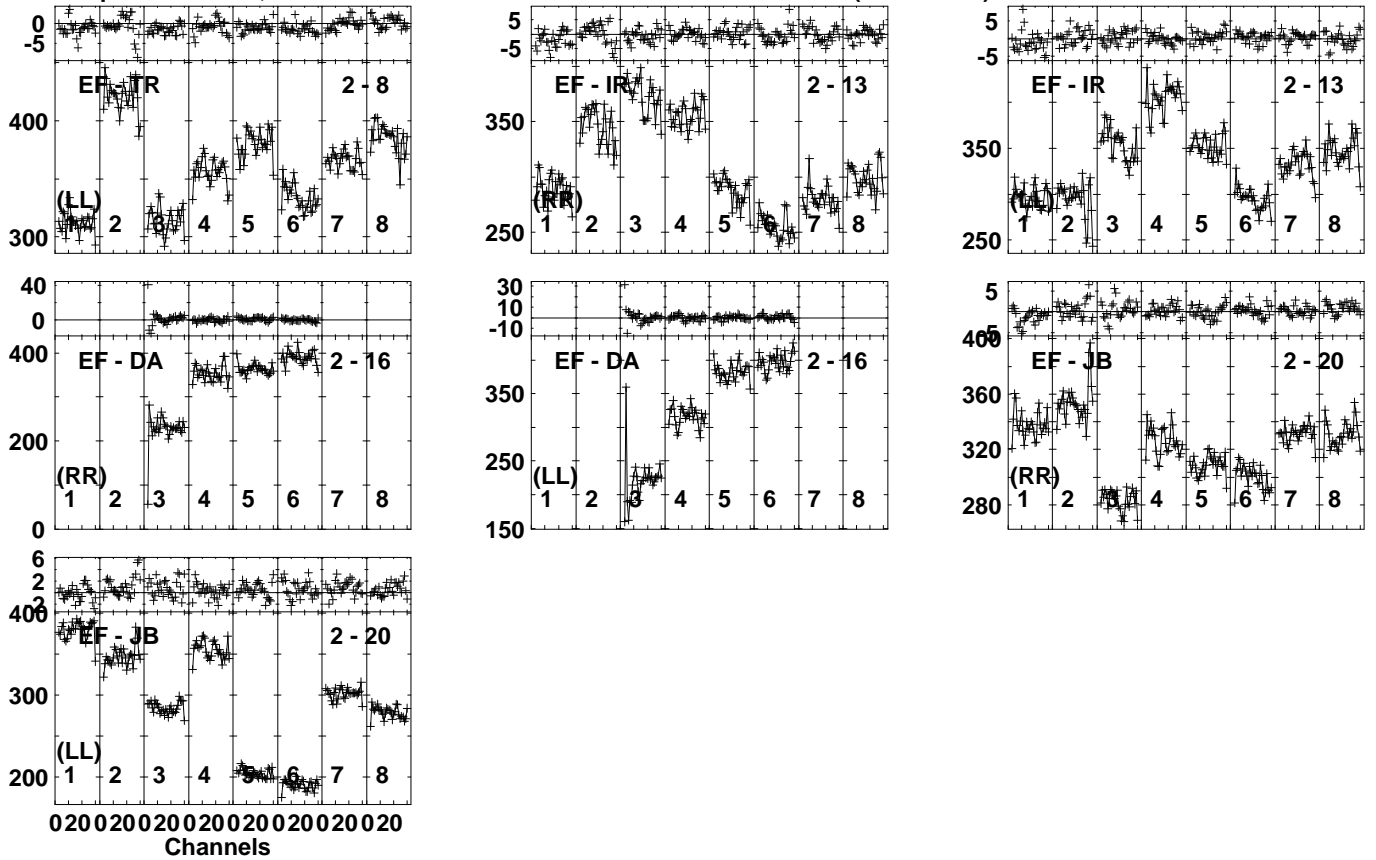 0
-5
EF - TR 2 - 8
400
(LL)
1 2 3 4 5 6 7 8
300
5
-5
EF - IR 2 - 13
350
(RR)
1 2 3 4 5 6 7 8
250
5
-5
EF - IR 2 - 13
350
(LL)
1 2 3 4 5 6 7 8
250
40
0
400
EF - DA 2 - 16
200
(RR)
1 2 3 4 5 6 7 8
0
30
10
-10
EF - DA 2 - 16
350
250
(LL)
1 2 3 4 5 6 7 8
150
5
-5
400
EF - JB 2 - 20
360
320
(RR)
1 2 3 4 5 6 7 8
280
6
2
-2
400
EF - JB 2 - 20
300
(LL)
1 2 3 4 5 6 7 8
200
0 20 0 20 0 20 0 20 0 20 0 20 0 20 0 20
Channels